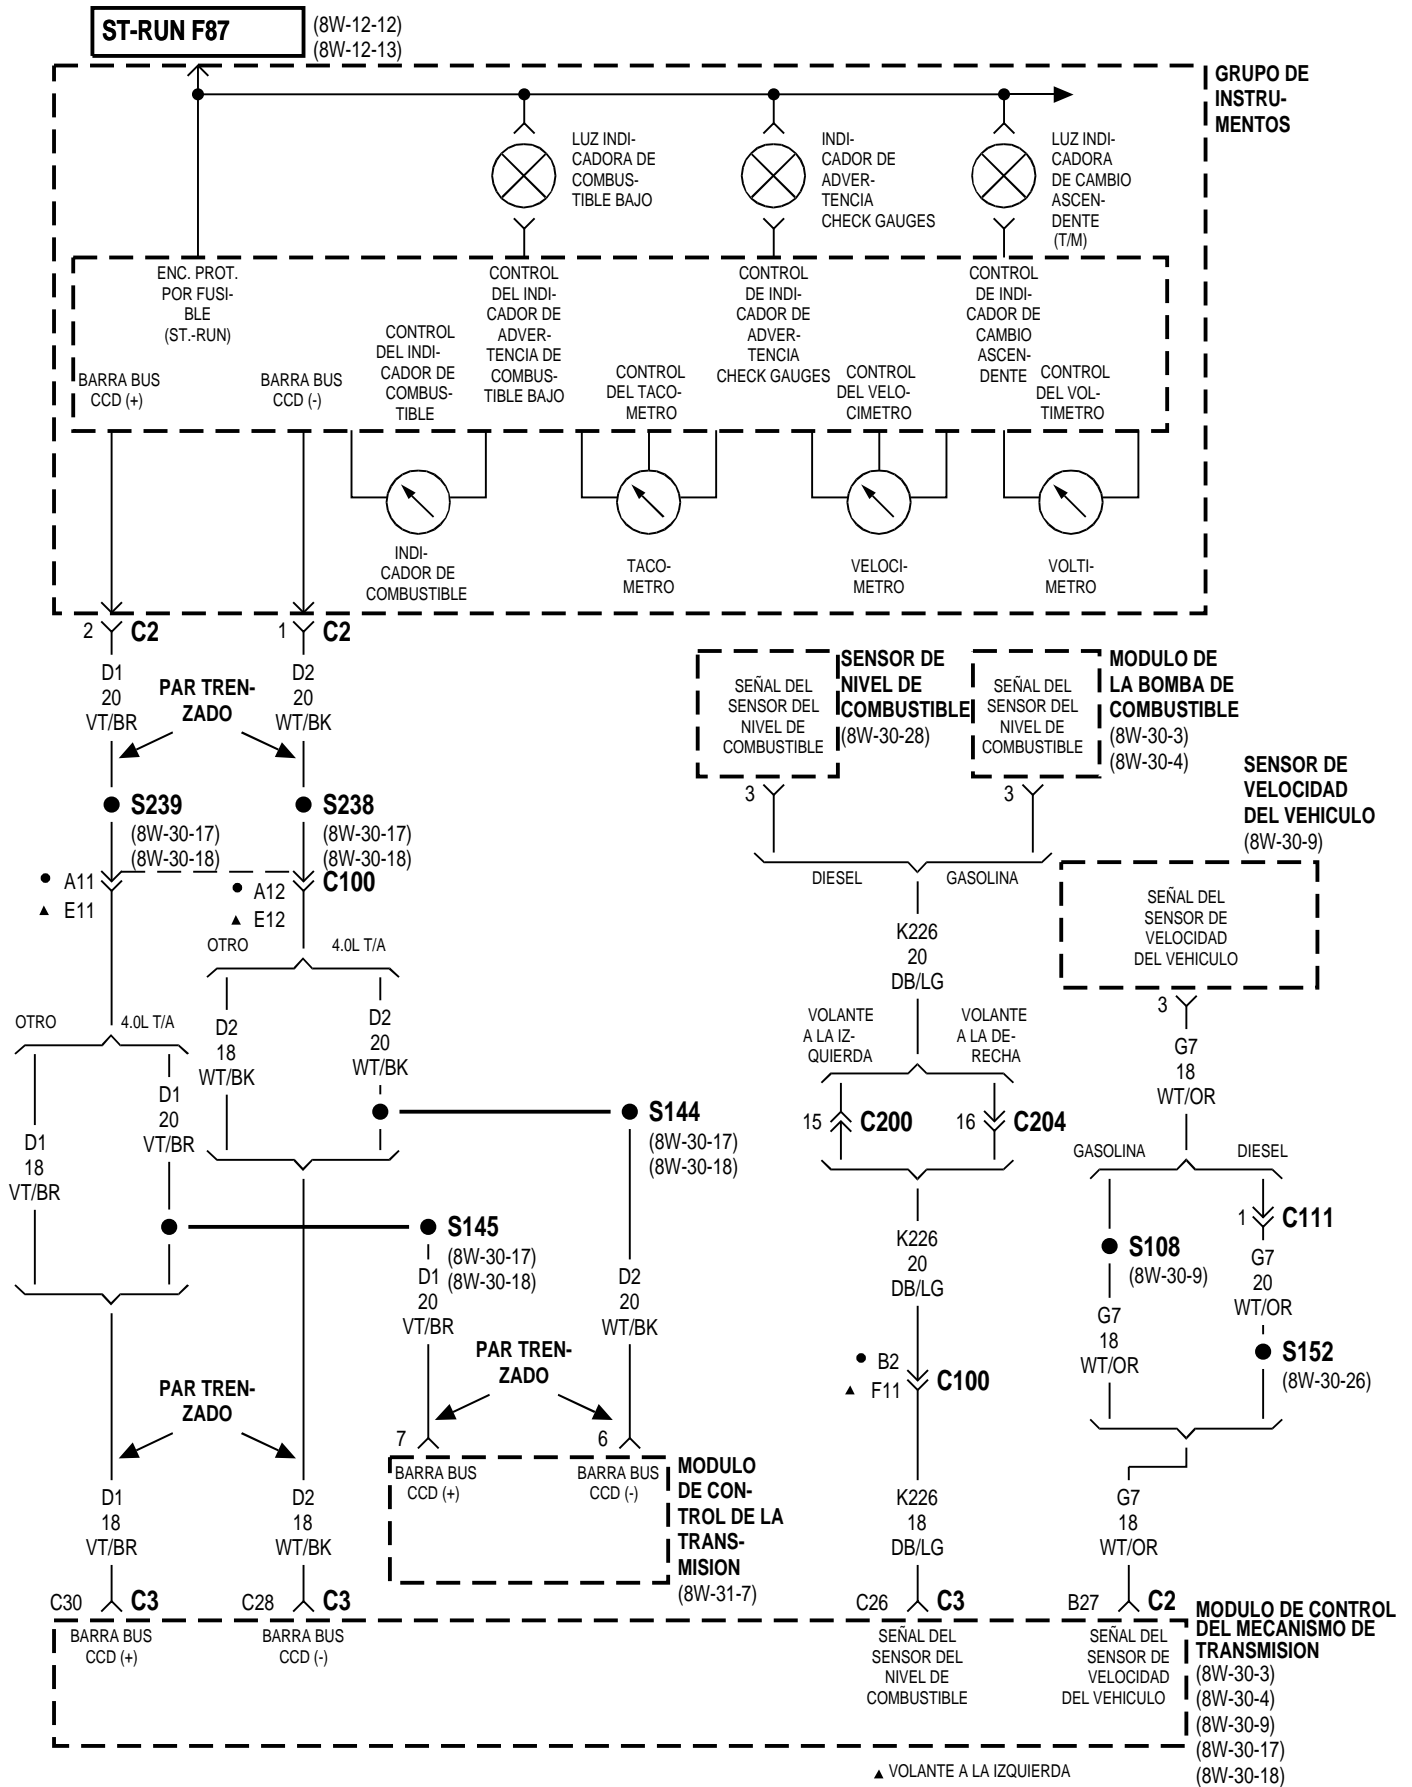 ST-RUN F87
(8W-12-12)
(8W-12-13)
GRUPO DE
INSTRU-
MENTOS
LUZ INDI-
CADORA DE
COMBUS-
TIBLE BAJO
INDI-
CADOR DE
ADVER-
TENCIA
CHECK GAUGES
LUZ INDI-
CADORA
DE CAMBIO
ASCEN-
DENTE
(T/M)
ENC. PROT.
POR FUSI-
BLE
(ST.-RUN)
CONTROL
DEL INDI-
CADOR DE
ADVER-
TENCIA DE
COMBUS-
TIBLE BAJO
CONTROL
DE INDI-
CADOR DE
ADVER-
TENCIA
CHECK GAUGES
CONTROL
DE INDI-
CADOR DE
CAMBIO
ASCEN-
DENTE
BARRA BUS
CCD (+)
BARRA BUS
CCD (-)
CONTROL
DEL INDI-
CADOR DE
COMBUS-
TIBLE
CONTROL
DEL TACO-
METRO
CONTROL
DEL VELO-
CIMETRO
CONTROL
DEL VOL-
TIMETRO
INDI-
CADOR DE
COMBUSTIBLE
TACO-
METRO
VELOCI-
METRO
VOLTI-
METRO
2 C2
1 C2
D1
20
VT/BR
PAR TREN-
ZADO
D2
20
WT/BK
S239
(8W-30-17)
(8W-30-18)
S238
(8W-30-17)
(8W-30-18)
● A11
▲ E11
● A12
▲ E12
C100
OTRO
4.0L T/A
D2
18
WT/BK
D2
20
WT/BK
OTRO
4.0L T/A
D1
18
VT/BR
D1
20
VT/BR
S144
(8W-30-17)
(8W-30-18)
S145
(8W-30-17)
(8W-30-18)
D1
20
VT/BR
D2
20
WT/BK
PAR TREN-
ZADO
PAR TREN-
ZADO
7
6
BARRA BUS
CCD (+)
BARRA BUS
CCD (-)
MODULO
DE CON-
TROL DE LA
TRANS-
MISION
(8W-31-7)
D1
18
VT/BR
D2
18
WT/BK
C30 C3
C28 C3
BARRA BUS
CCD (+)
BARRA BUS
CCD (-)
SEÑAL DEL
SENSOR DEL
NIVEL DE
COMBUSTIBLE
SENSOR DE
NIVEL DE
COMBUSTIBLE
(8W-30-28)
SEÑAL DEL
SENSOR DEL
NIVEL DE
COMBUSTIBLE
MODULO DE
LA BOMBA DE
COMBUSTIBLE
(8W-30-3)
(8W-30-4)
3
3
DIESEL
GASOLINA
K226
20
DB/LG
VOLANTE
A LA IZ-
QUIERDA
VOLANTE
A LA DE-
RECHA
15 C200
16 C204
K226
20
DB/LG
● B2
▲ F11
C100
K226
18
DB/LG
C26 C3
SEÑAL DEL
SENSOR DEL
NIVEL DE
COMBUSTIBLE
SENSOR DE
VELOCIDAD
DEL VEHICULO
(8W-30-9)
SEÑAL DEL
SENSOR DE
VELOCIDAD
DEL VEHICULO
3
G7
18
WT/OR
GASOLINA
DIESEL
1 C111
S108
(8W-30-9)
G7
20
WT/OR
G7
18
WT/OR
S152
(8W-30-26)
G7
18
WT/OR
B27 C2
SEÑAL DEL
SENSOR DE
VELOCIDAD
DEL VEHICULO
MODULO DE CONTROL
DEL MECANISMO DE
TRANSMISION
(8W-30-3)
(8W-30-4)
(8W-30-9)
(8W-30-17)
(8W-30-18)
▲ VOLANTE A LA IZQUIERDA